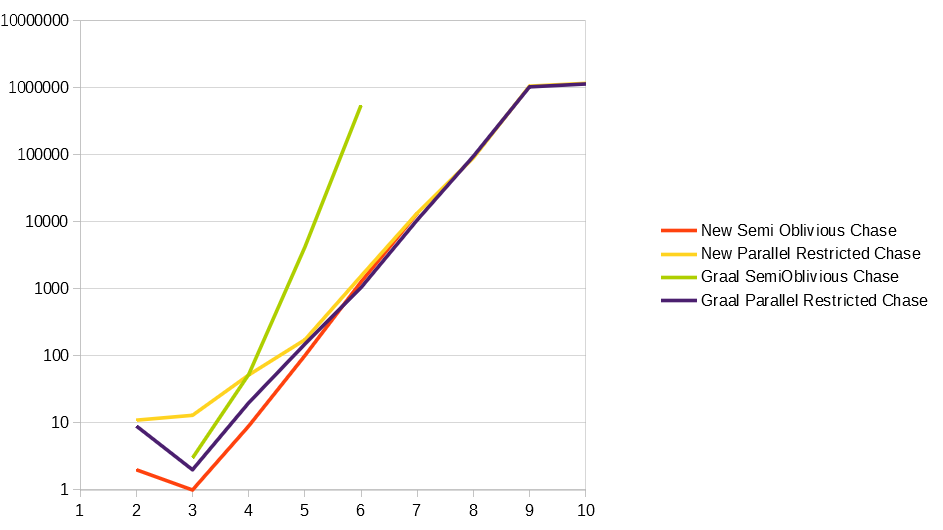 10000000
1000000
100000
10000
1000
100
10
1
1 2 3 4 5 6 7 8 9 10
New Semi Oblivious Chase
New Parallel Restricted Chase
Graal SemiOblivious Chase
Graal Parallel Restricted Chase